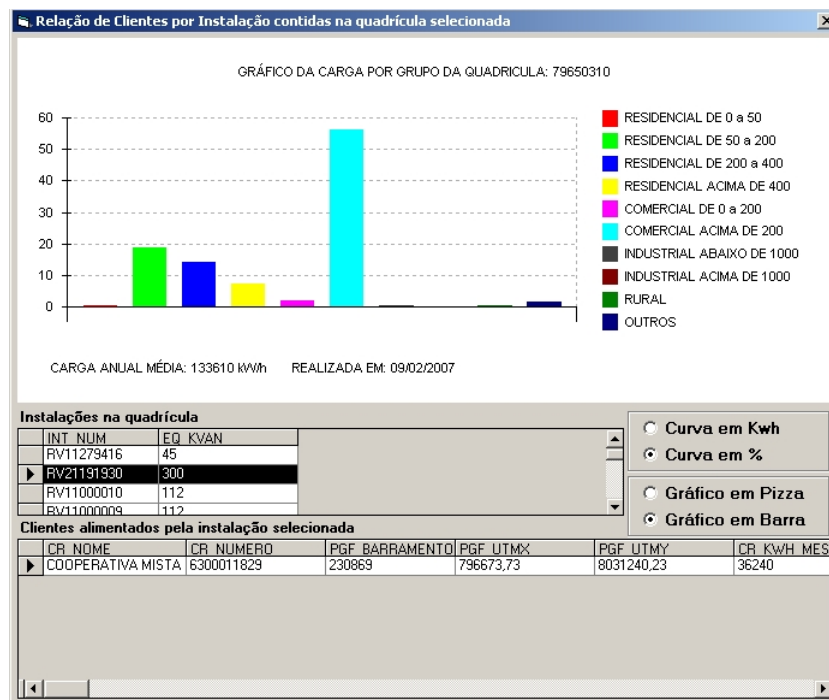 Relação de Clientes por Instalação contidas na quadrícula selecionada
GRÁFICO DA CARGA POR GRUPO DA QUADRICULA: 79650310
60
50
40
30
20
10
0
RESIDENCIAL DE 0 a 50
RESIDENCIAL DE 50 a 200
RESIDENCIAL DE 200 a 400
RESIDENCIAL ACIMA DE 400
COMERCIAL DE 0 a 200
COMERCIAL ACIMA DE 200
INDUSTRIAL ABAIXO DE 1000
INDUSTRIAL ACIMA DE 1000
RURAL
OUTROS
CARGA ANUAL MÉDIA: 133610 kW/h REALIZADA EM: 09/02/2007
Instalações na quadrícula
INT_NUM EQ_KVAN
RV11279416 45
RV21191930 300
RV11000010 112
RV11000009 112
Curva em Kwh
Curva em %
Gráfico em Pizza
Gráfico em Barra
Clientes alimentados pela instalação selecionada
CR_NOME CR_NUMERO PGF_BARRAMENTO PGF_UTMX PGF_UTMY CR_KWH_MES
COOPERATIVA MISTA 6300011829 230869 796673,73 8031240,23 36240